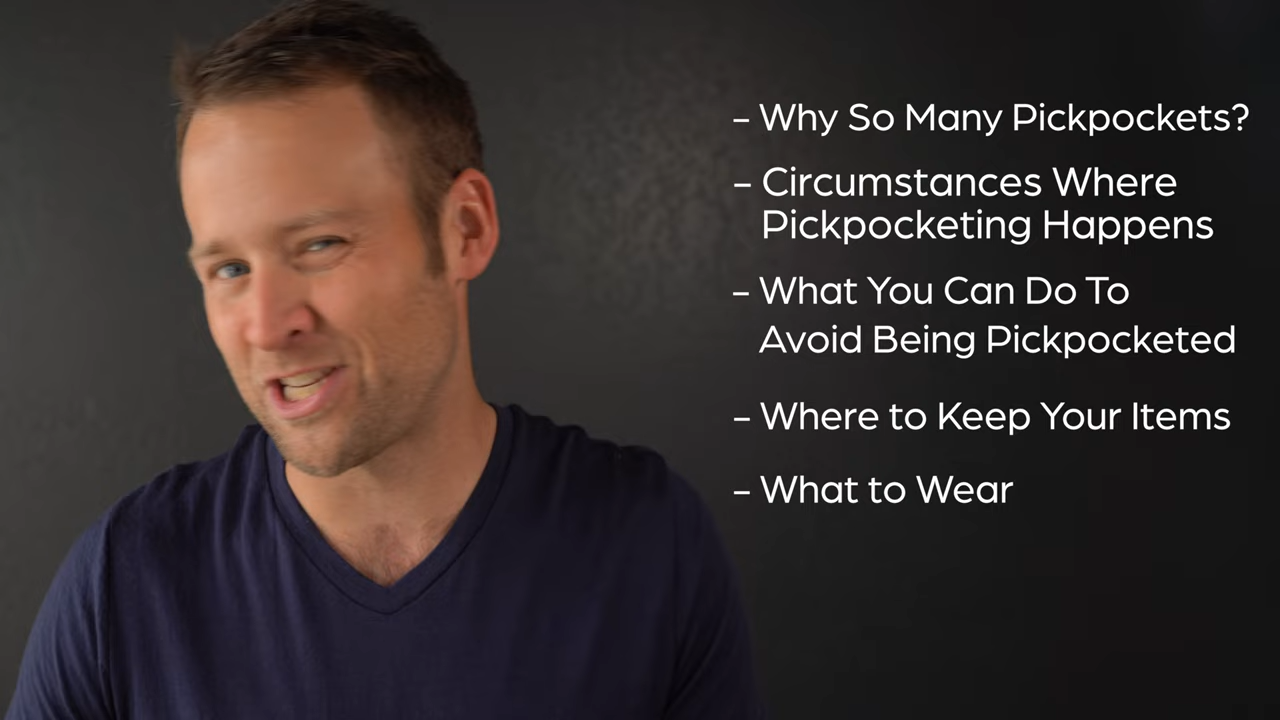 - Why So Many Pickpockets?
- Circumstances Where
Pickpocketing Happens
- What You Can Do To
Avoid Being Pickpocketed
- Where to Keep Your Items
- What to Wear